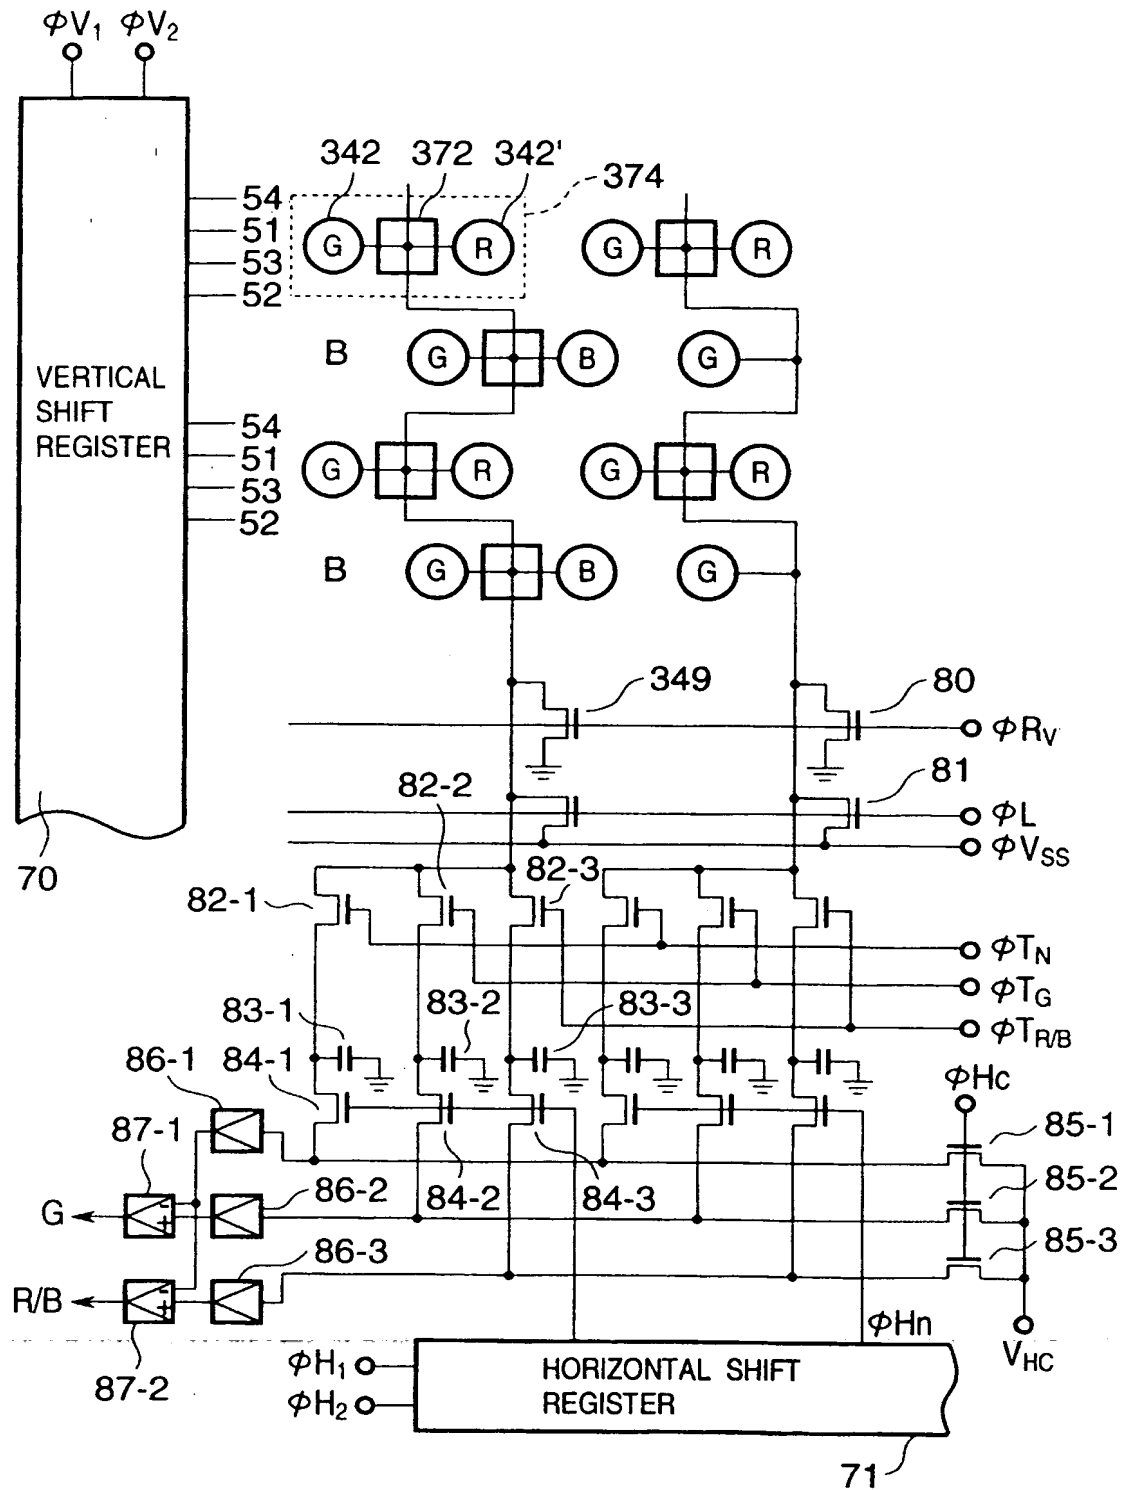 ϕV1 ϕV2
342 372 342' 374
54
51
53
52
G R G R
B G B G
VERTICAL
SHIFT
REGISTER
54
51
53
52
G R G R
B G B G
349 80
ϕRV
82-2 81
ϕL
ϕVSS
70
82-1 82-3
ϕTN
ϕTG
ϕTR/B
83-1 83-2 83-3
86-1 84-1
ϕHC
87-1 85-1
86-2 84-2 84-3 85-2
G - +
86-3 85-3
R/B - +
ϕHn
VHC
87-2
ϕH1
ϕH2
HORIZONTAL SHIFT
REGISTER
71